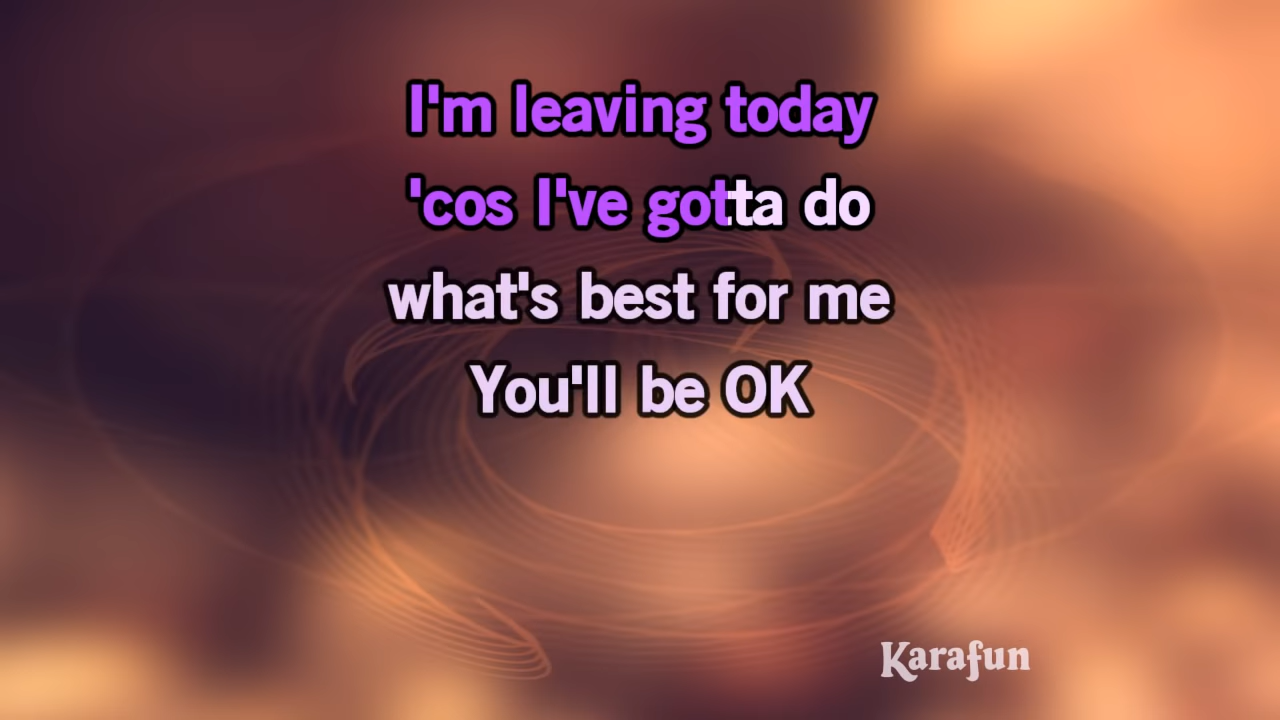 I'm leaving today
'cos I've gotta do
what's best for me
You'll be OK
Karafun